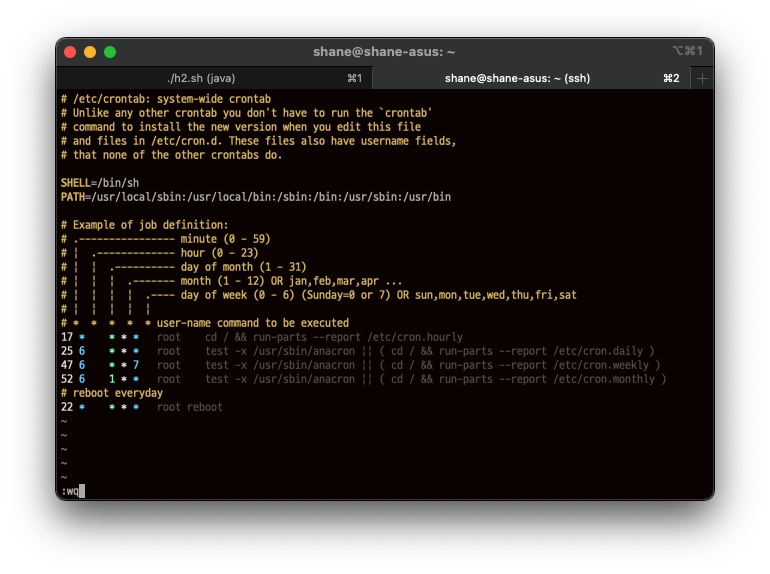 shane@shane-asus: ~
⌥⌘1
./h2.sh (java)
⌘1
shane@shane-asus: ~ (ssh)
⌘2
# /etc/crontab: system-wide crontab
# Unlike any other crontab you don't have to run the `crontab'
# command to install the new version when you edit this file
# and files in /etc/cron.d. These files also have username fields,
# that none of the other crontabs do.
SHELL=/bin/sh
PATH=/usr/local/sbin:/usr/local/bin:/sbin:/bin:/usr/sbin:/usr/bin
# Example of job definition:
# .---------------- minute (0 - 59)
# |  .------------- hour (0 - 23)
# |  |  .---------- day of month (1 - 31)
# |  |  |  .------- month (1 - 12) OR jan,feb,mar,apr ...
# |  |  |  |  .---- day of week (0 - 6) (Sunday=0 or 7) OR sun,mon,tue,wed,thu,fri,sat
# |  |  |  |  |
# *  *  *  *  * user-name command to be executed
17 *    * * *   root    cd / && run-parts --report /etc/cron.hourly
25 6    * * *   root    test -x /usr/sbin/anacron || ( cd / && run-parts --report /etc/cron.daily )
47 6    * * 7   root    test -x /usr/sbin/anacron || ( cd / && run-parts --report /etc/cron.weekly )
52 6    1 * *   root    test -x /usr/sbin/anacron || ( cd / && run-parts --report /etc/cron.monthly )
# reboot everyday
22 *    * * *   root reboot
~
~
~
~
~
:wq